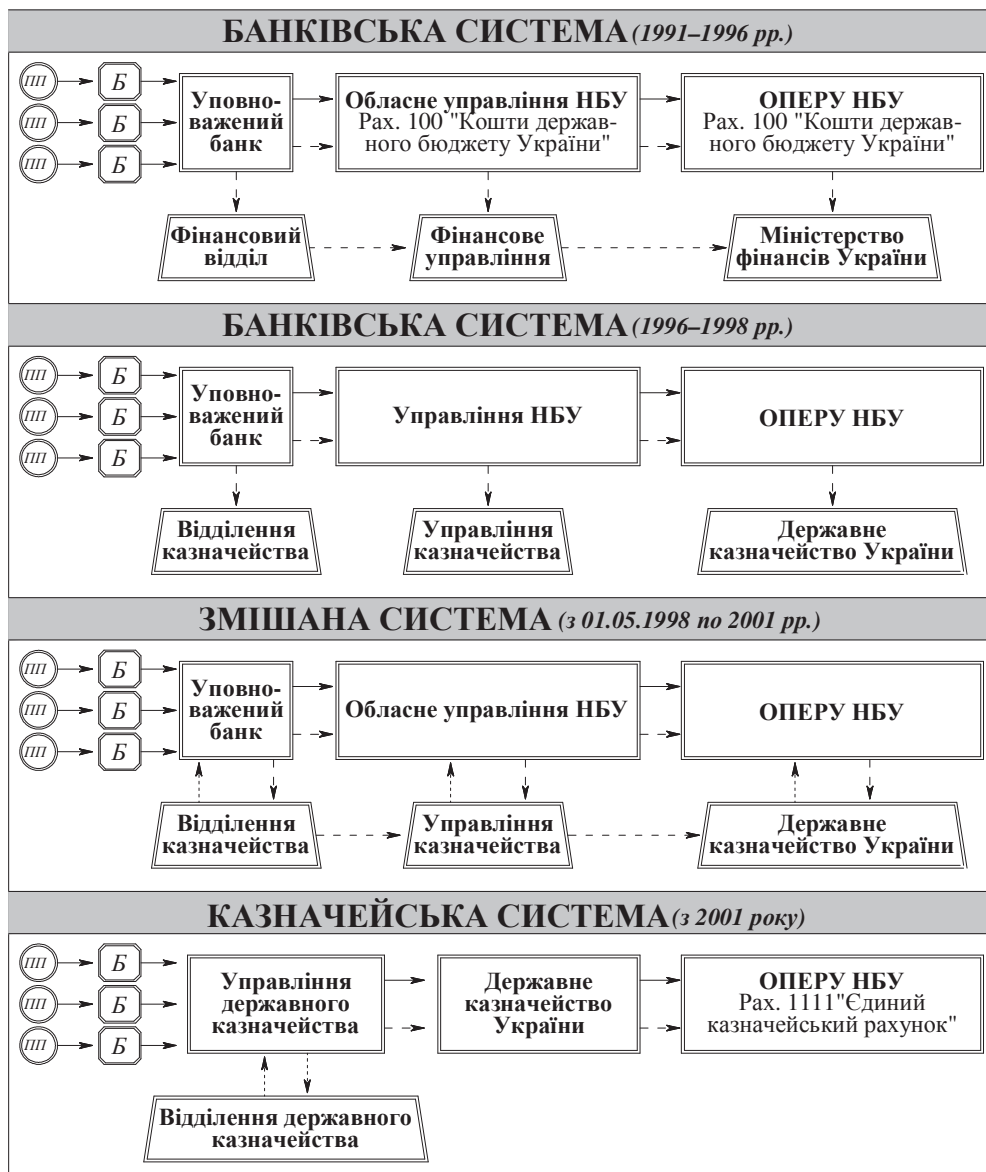 БАНКІВСЬКА СИСТЕМА (1991–1996 рр.)
ПП Б
ПП Б
ПП Б
Уповно-
важений
банк
Обласне управління НБУ
Рах. 100 "Кошти держав-
ного бюджету України"
ОПЕРУ НБУ
Рах. 100 "Кошти держав-
ного бюджету України"
Фінансовий
відділ
Фінансове
управління
Міністерство
фінансів України
БАНКІВСЬКА СИСТЕМА (1996–1998 рр.)
ПП Б
ПП Б
ПП Б
Уповно-
важений
банк
Управління НБУ
ОПЕРУ НБУ
Відділення
казначейства
Управління
казначейства
Державне
казначейство України
ЗМІШАНА СИСТЕМА (з 01.05.1998 по 2001 рр.)
ПП Б
ПП Б
ПП Б
Уповно-
важений
банк
Обласне управління НБУ
ОПЕРУ НБУ
Відділення
казначейства
Управління
казначейства
Державне
казначейство України
КАЗНАЧЕЙСЬКА СИСТЕМА (з 2001 року)
ПП Б
ПП Б
ПП Б
Управління
державного
казначейства
Державне
казначейство
України
ОПЕРУ НБУ
Рах. 1111"Єдиний
казначейський рахунок"
Відділення державного
казначейства